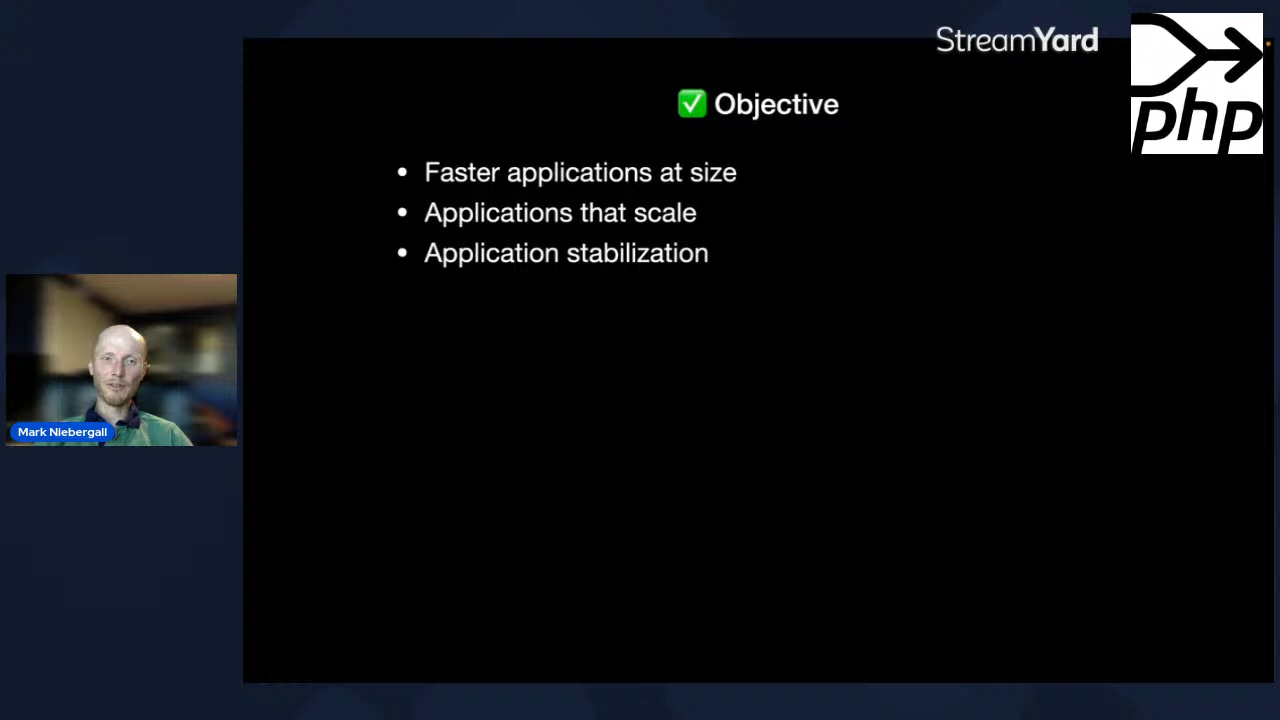 StreamYard
php
✅ Objective
• Faster applications at size
• Applications that scale
• Application stabilization
Mark Niebergall